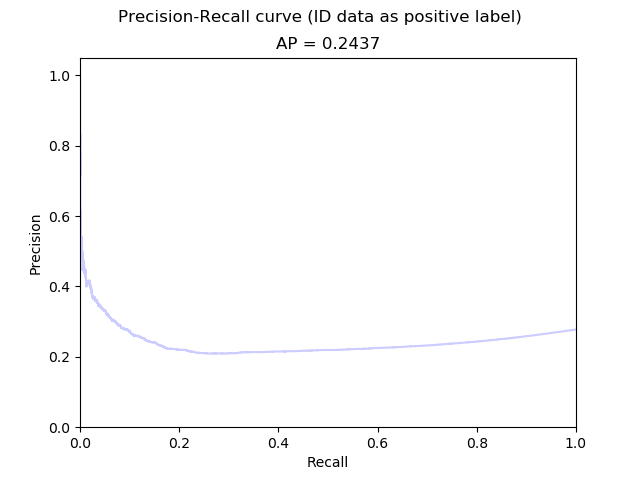 Precision-Recall curve (ID data as positive label)
AP = 0.2437
1.0
0.8
0.6
0.4
0.2
0.0
Precision
0.0 0.2 0.4 0.6 0.8 1.0
Recall